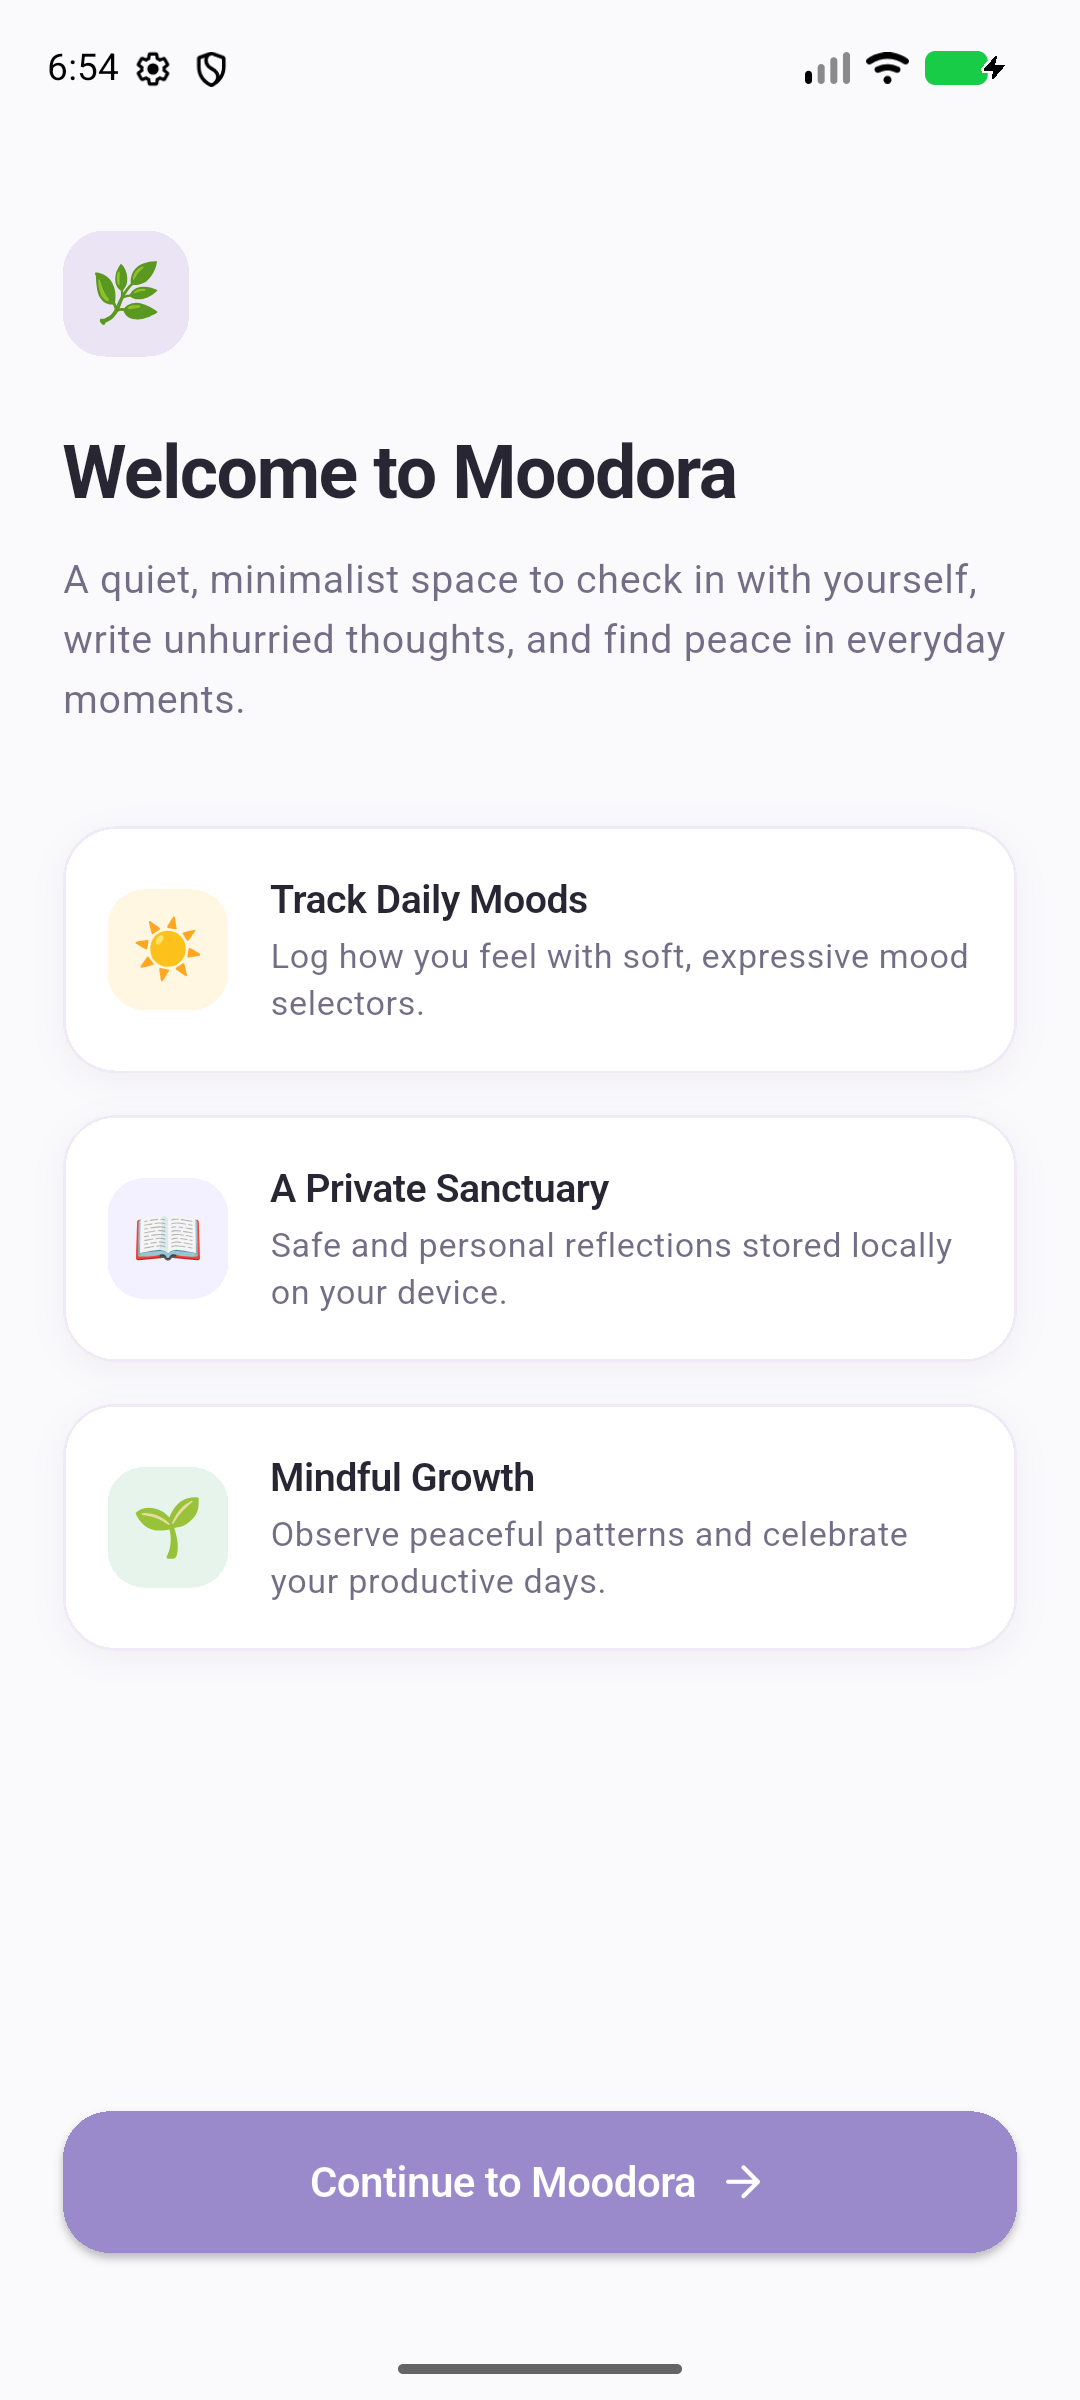 6:54
Welcome to Moodora
A quiet, minimalist space to check in with yourself,
write unhurried thoughts, and find peace in everyday
moments.
Track Daily Moods
Log how you feel with soft, expressive mood
selectors.
A Private Sanctuary
Safe and personal reflections stored locally
on your device.
Mindful Growth
Observe peaceful patterns and celebrate
your productive days.
Continue to Moodora